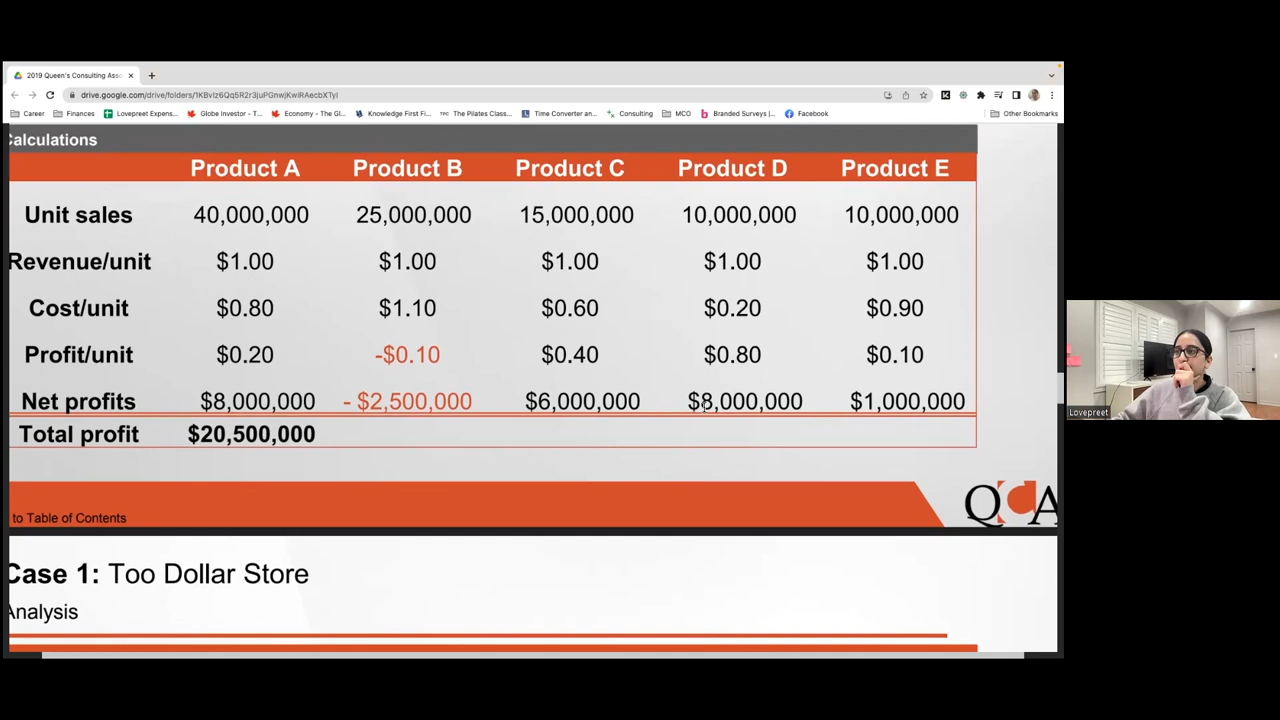 2019 Queen's Consulting Asso
drive.google.com/drive/folders/1KBvIz6Qq5R2r3juPGnwjKwiRAecbXTyI
Career Finances Lovepreet Expens... Globe Investor - T... Economy - The Gl... Knowledge First Fi... The Pilates Class... Time Converter an... Consulting MCO Branded Surveys |... Facebook Other Bookmarks
Calculations
Product A Product B Product C Product D Product E
Unit sales 40,000,000 25,000,000 15,000,000 10,000,000 10,000,000
Revenue/unit $1.00 $1.00 $1.00 $1.00 $1.00
Cost/unit $0.80 $1.10 $0.60 $0.20 $0.90
Profit/unit $0.20 -$0.10 $0.40 $0.80 $0.10
Net profits $8,000,000 - $2,500,000 $6,000,000 $8,000,000 $1,000,000
Total profit $20,500,000
to Table of Contents
QCA
Case 1: Too Dollar Store
Analysis
Lovepreet